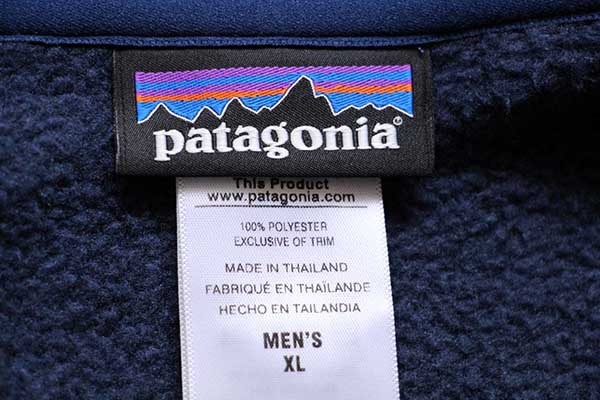 patagonia®
This Product
www.patagonia.com
100% POLYESTER
EXCLUSIVE OF TRIM
MADE IN THAILAND
FABRIQUÉ EN THAÏLANDE
HECHO EN TAILANDIA
MEN'S
XL